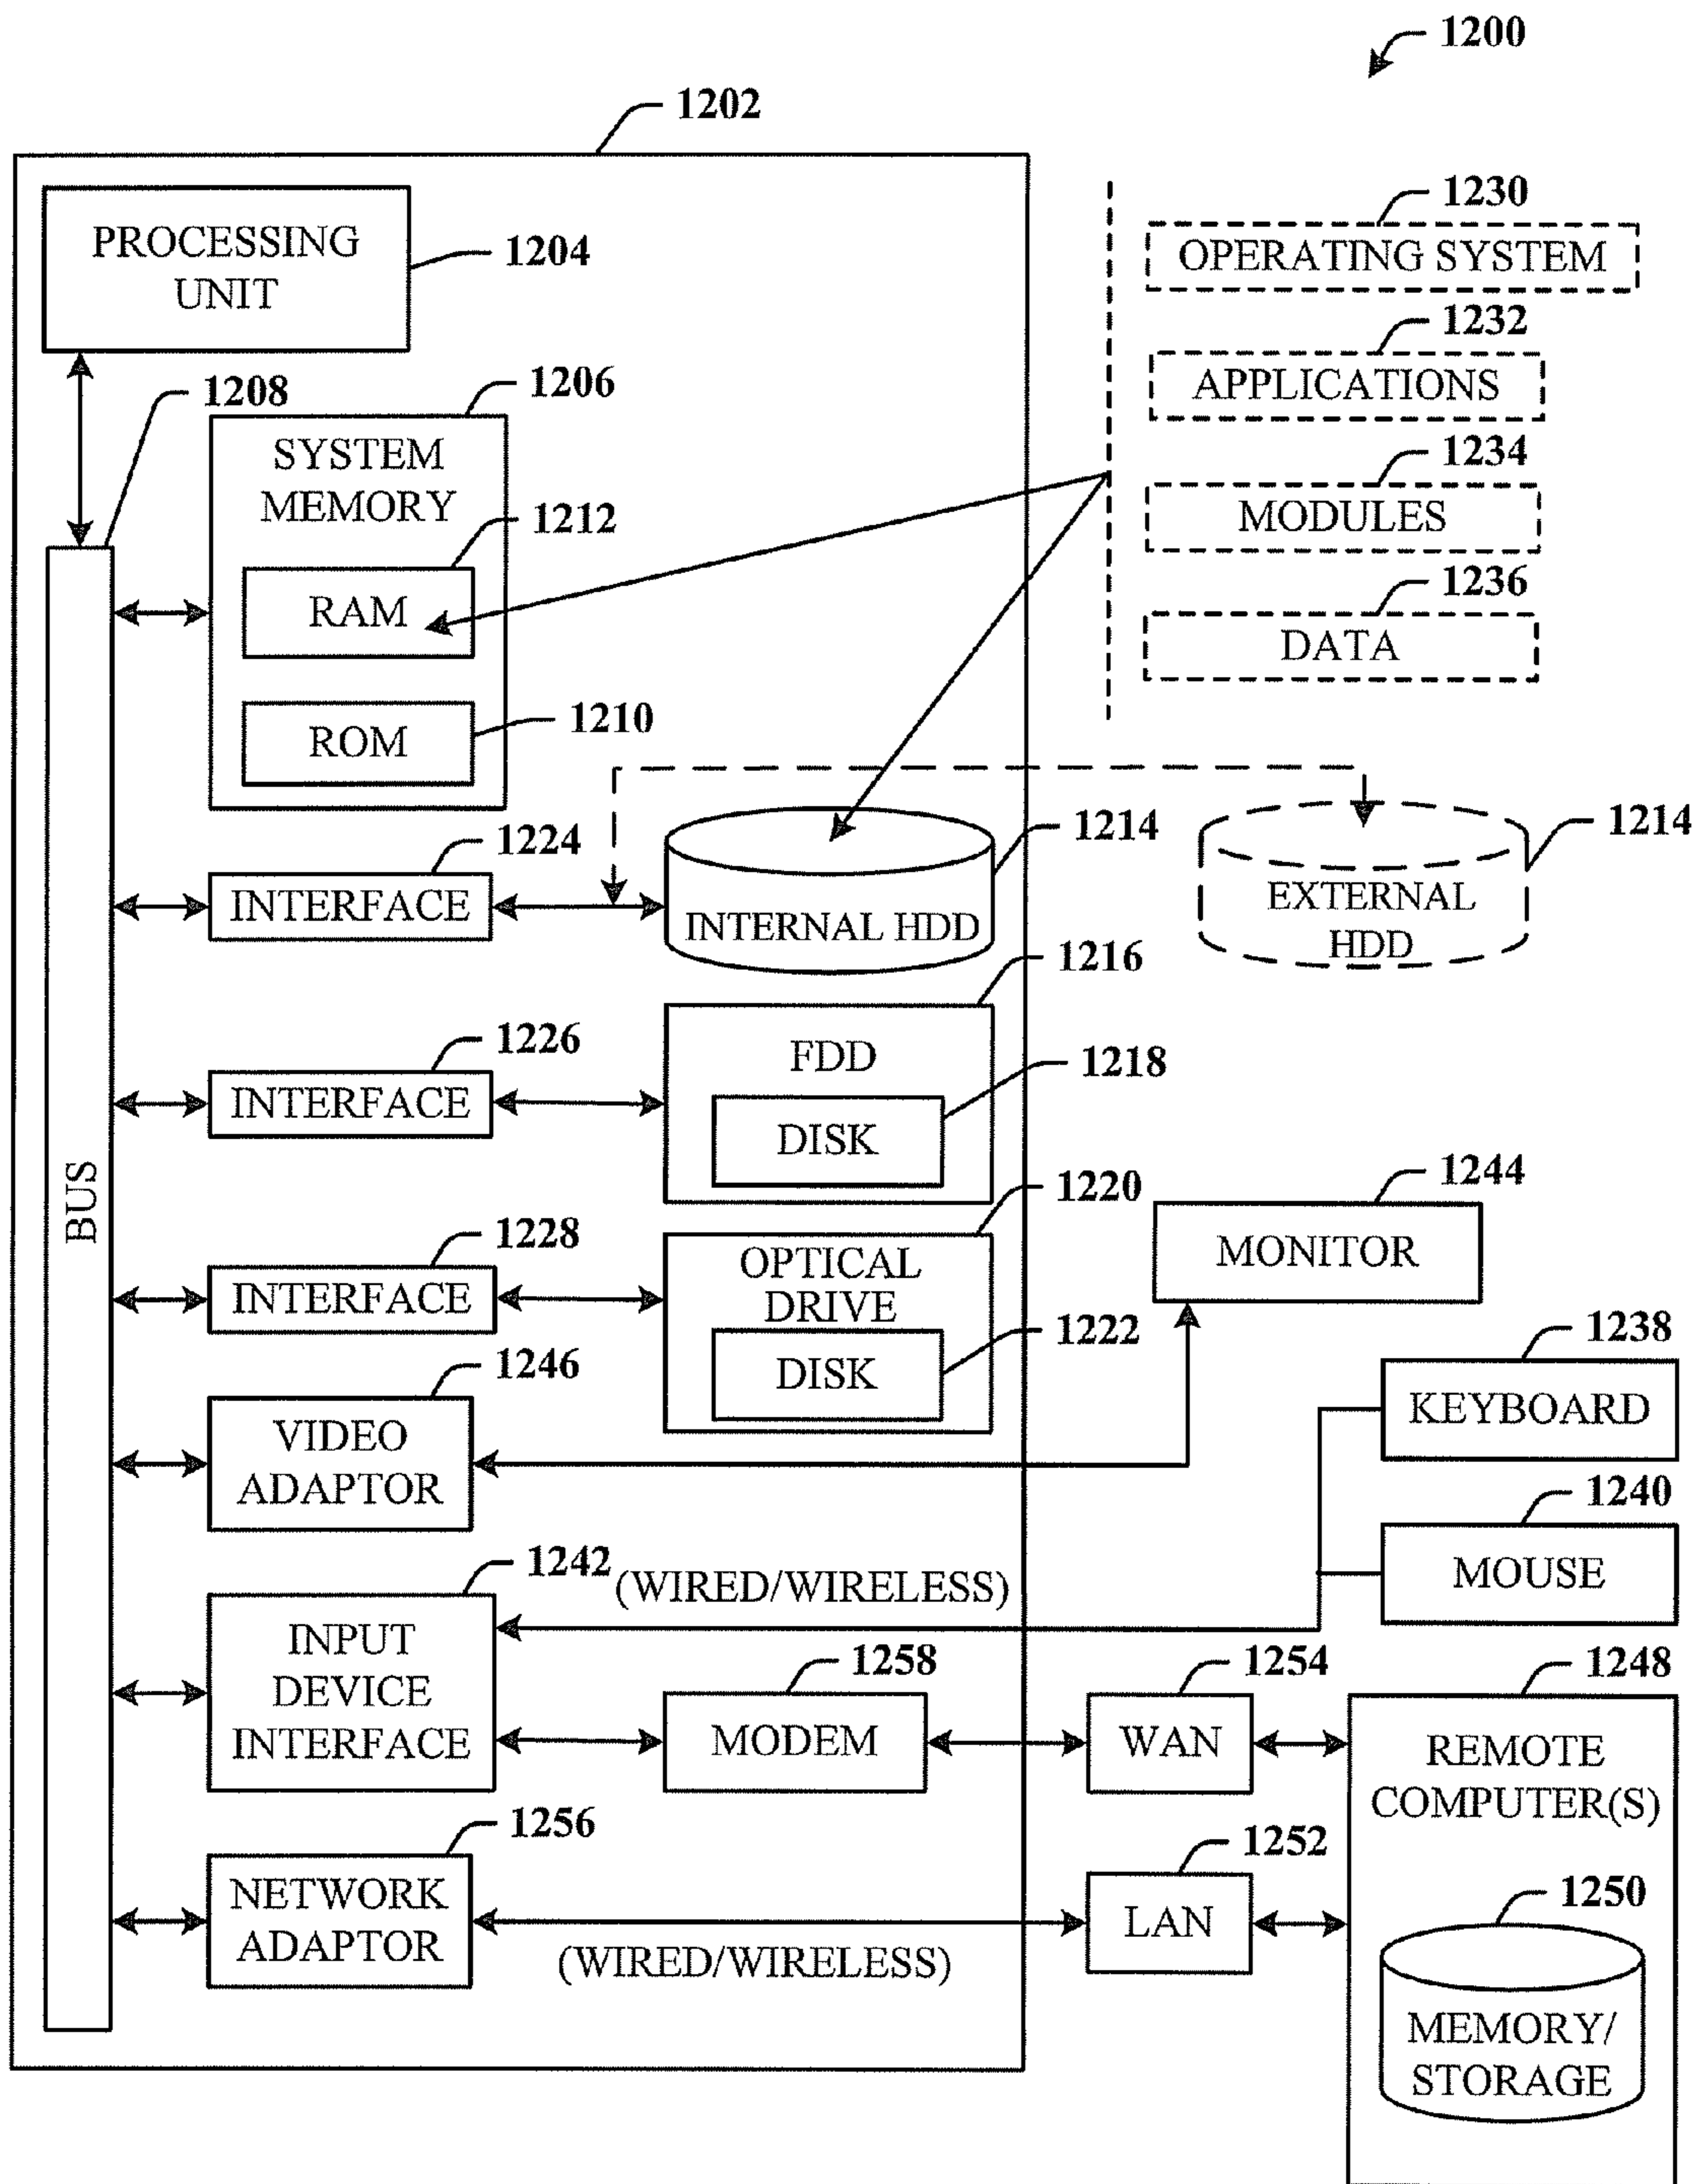 1200
1202
PROCESSING
UNIT
1204
1230
OPERATING SYSTEM
1232
APPLICATIONS
1234
MODULES
1236
DATA
1208
1206
SYSTEM
MEMORY
1212
RAM
1210
ROM
BUS
1224
INTERFACE
1214
INTERNAL HDD
1214
EXTERNAL
HDD
1226
INTERFACE
1216
FDD
1218
DISK
1228
INTERFACE
1220
OPTICAL
DRIVE
1222
DISK
1244
MONITOR
1246
VIDEO
ADAPTOR
1238
KEYBOARD
1240
MOUSE
1242
(WIRED/WIRELESS)
INPUT
DEVICE
INTERFACE
1258
MODEM
1254
WAN
1248
REMOTE
COMPUTER(S)
1256
NETWORK
ADAPTOR
(WIRED/WIRELESS)
1252
LAN
1250
MEMORY/
STORAGE